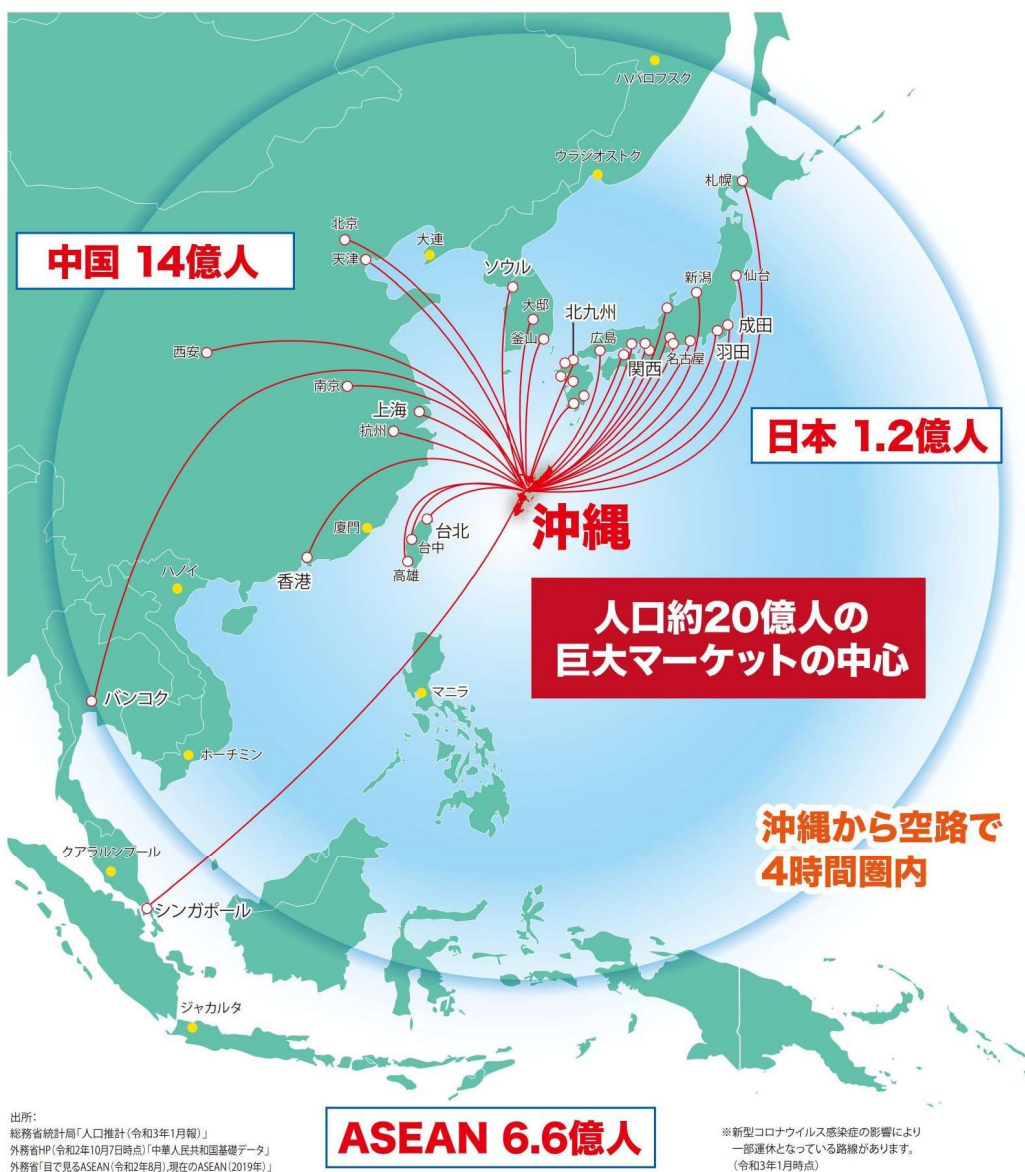 ハバロフスク
ウラジオストク
札幌
北京
大連
天津
中国 14億人
ソウル
新潟
仙台
大邱
北九州
成田
釜山
広島
羽田
西安
関西
名古屋
南京
上海
杭州
日本 1.2億人
沖縄
廈門
台北
台中
高雄
香港
ハノイ
人口約20億人の
巨大マーケットの中心
バンコク
マニラ
ホーチミン
沖縄から空路で
4時間圏内
クアラルンプール
シンガポール
ジャカルタ
ASEAN 6.6億人
出所:
総務省統計局「人口推計(令和3年1月報)」
外務省HP(令和2年10月7日時点)「中華人民共和国基礎データ」
外務省「目で見るASEAN(令和2年8月),現在のASEAN(2019年)」
※新型コロナウイルス感染症の影響により
一部運休となっている路線があります。
(令和3年1月時点)